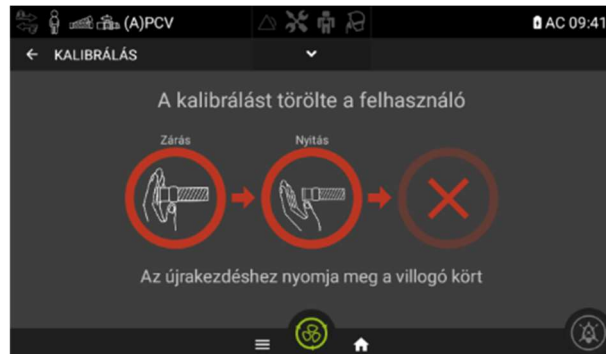 (A)PCV
AC 09:41
KALIBRÁLÁS
A kalibrálást törölte a felhasználó
Zárás
Nyitás
Az újrakezdéshez nyomja meg a villogó kört